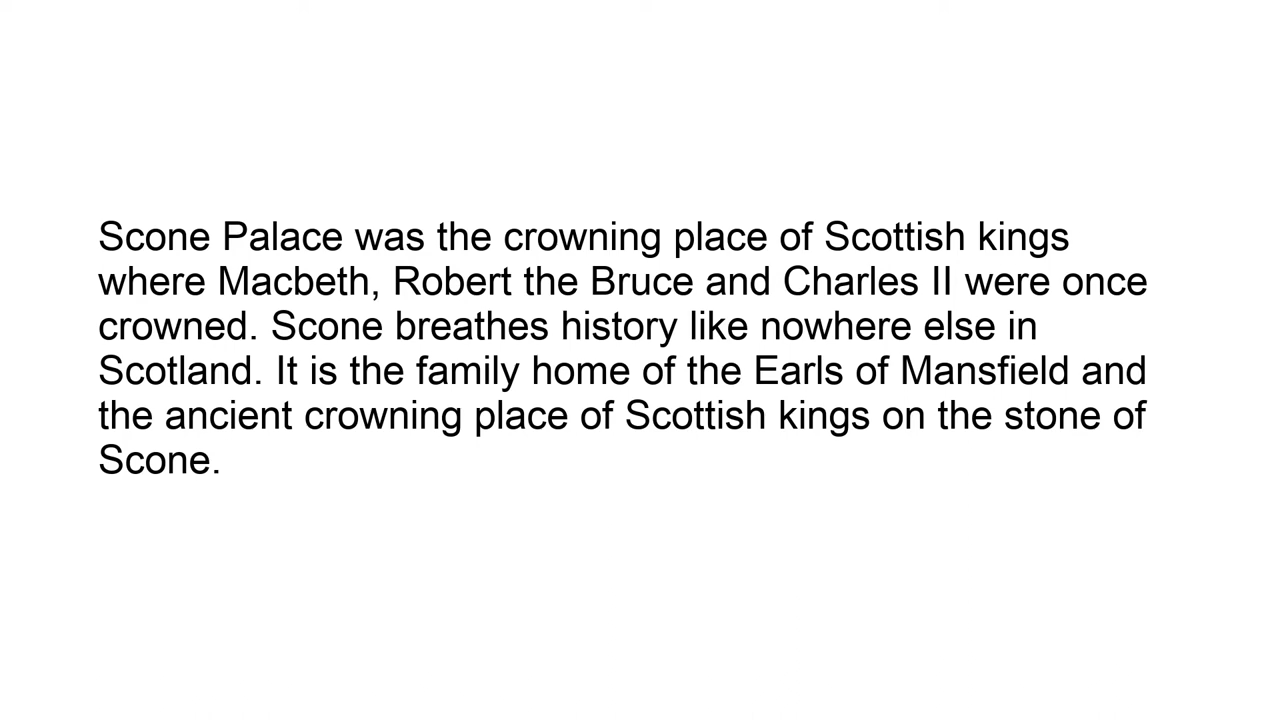 Scone Palace was the crowning place of Scottish kings
where Macbeth, Robert the Bruce and Charles II were once
crowned. Scone breathes history like nowhere else in
Scotland. It is the family home of the Earls of Mansfield and
the ancient crowning place of Scottish kings on the stone of
Scone.